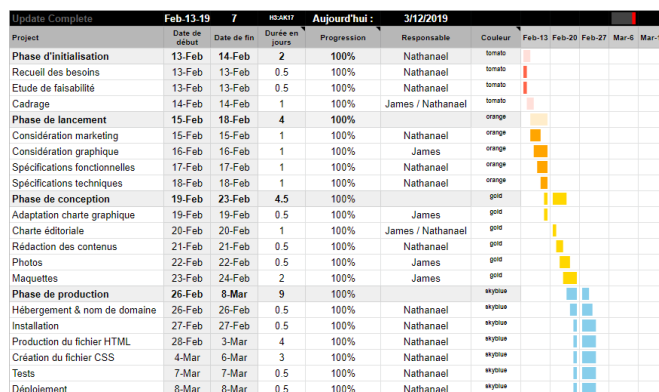 Update Complete Feb-13-19 7 H3:AK17 Aujourd'hui : 3/12/2019
Project Date de début Date de fin Durée en jours Progression Responsable Couleur Feb-13 Feb-20 Feb-27 Mar-6 Mar-
Phase d'initialisation 13-Feb 14-Feb 2 100% Nathanael tomato
Recueil des besoins 13-Feb 13-Feb 0.5 100% Nathanael tomato
Etude de faisabilité 13-Feb 13-Feb 0.5 100% Nathanael tomato
Cadrage 14-Feb 14-Feb 1 100% James / Nathanael tomato
Phase de lancement 15-Feb 18-Feb 4 100% orange
Considération marketing 15-Feb 15-Feb 1 100% Nathanael orange
Considération graphique 16-Feb 16-Feb 1 100% James orange
Spécifications fonctionnelles 17-Feb 17-Feb 1 100% Nathanael orange
Spécifications techniques 18-Feb 18-Feb 1 100% Nathanael orange
Phase de conception 19-Feb 23-Feb 4.5 100% gold
Adaptation charte graphique 19-Feb 19-Feb 0.5 100% James gold
Charte éditoriale 20-Feb 20-Feb 1 100% James / Nathanael gold
Rédaction des contenus 21-Feb 21-Feb 0.5 100% Nathanael gold
Photos 22-Feb 22-Feb 0.5 100% James gold
Maquettes 23-Feb 24-Feb 2 100% James gold
Phase de production 26-Feb 8-Mar 9 100% skyblue
Hébergement & nom de domaine 26-Feb 26-Feb 0.5 100% Nathanael skyblue
Installation 27-Feb 27-Feb 0.5 100% Nathanael skyblue
Production du fichier HTML 28-Feb 3-Mar 4 100% Nathanael skyblue
Création du fichier CSS 4-Mar 6-Mar 3 100% Nathanael skyblue
Tests 7-Mar 7-Mar 0.5 100% Nathanael skyblue
Déploiement 8-Mar 8-Mar 0.5 100% Nathanael skyblue